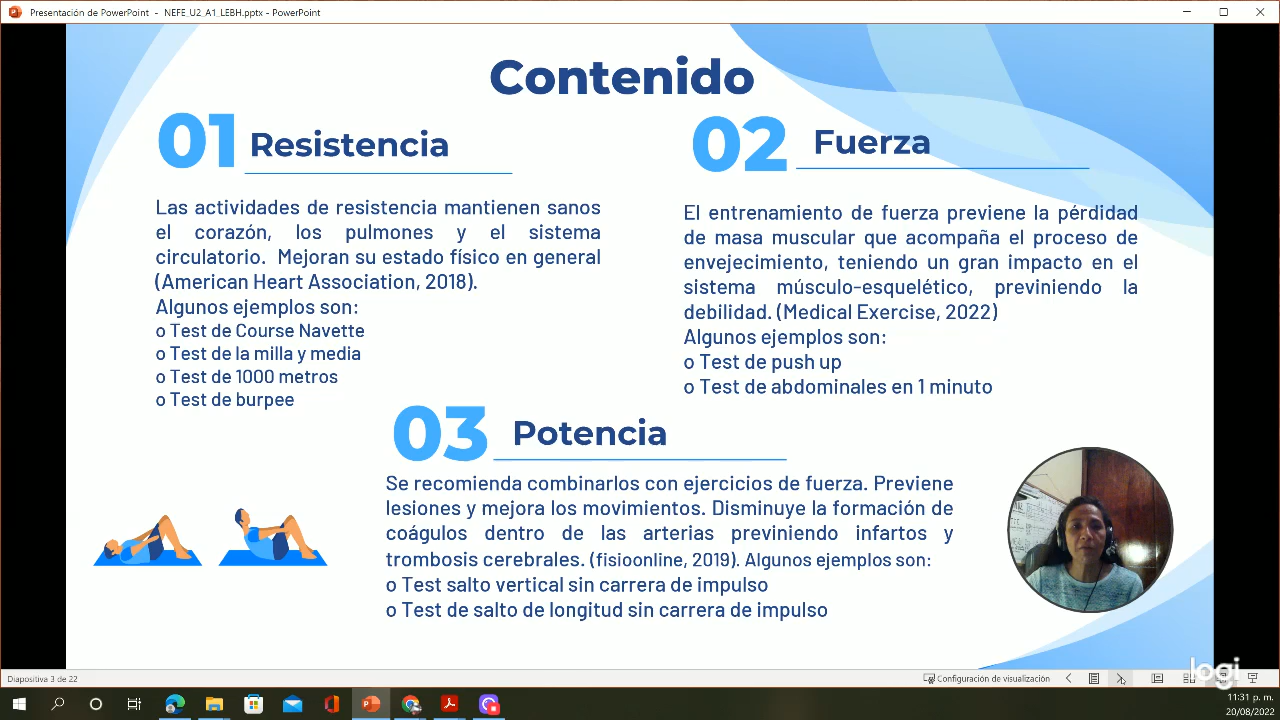 Presentación de PowerPoint - NEFE_U2_A1_LEBH.pptx - PowerPoint
Contenido
01 Resistencia
Las actividades de resistencia mantienen sanos
el corazón, los pulmones y el sistema
circulatorio. Mejoran su estado físico en general
(American Heart Association, 2018).
Algunos ejemplos son:
o Test de Course Navette
o Test de la milla y media
o Test de 1000 metros
o Test de burpee
02 Fuerza
El entrenamiento de fuerza previene la pérdidad
de masa muscular que acompaña el proceso de
envejecimiento, teniendo un gran impacto en el
sistema músculo-esquelético, previniendo la
debilidad. (Medical Exercise, 2022)
Algunos ejemplos son:
o Test de push up
o Test de abdominales en 1 minuto
03 Potencia
Se recomienda combinarlos con ejercicios de fuerza. Previene
lesiones y mejora los movimientos. Disminuye la formación de
coágulos dentro de las arterias previniendo infartos y
trombosis cerebrales. (fisioonline, 2019). Algunos ejemplos son:
o Test salto vertical sin carrera de impulso
o Test de salto de longitud sin carrera de impulso
logi
Diapositiva 3 de 22
Configuración de visualización
11:31 p. m.
20/08/2022